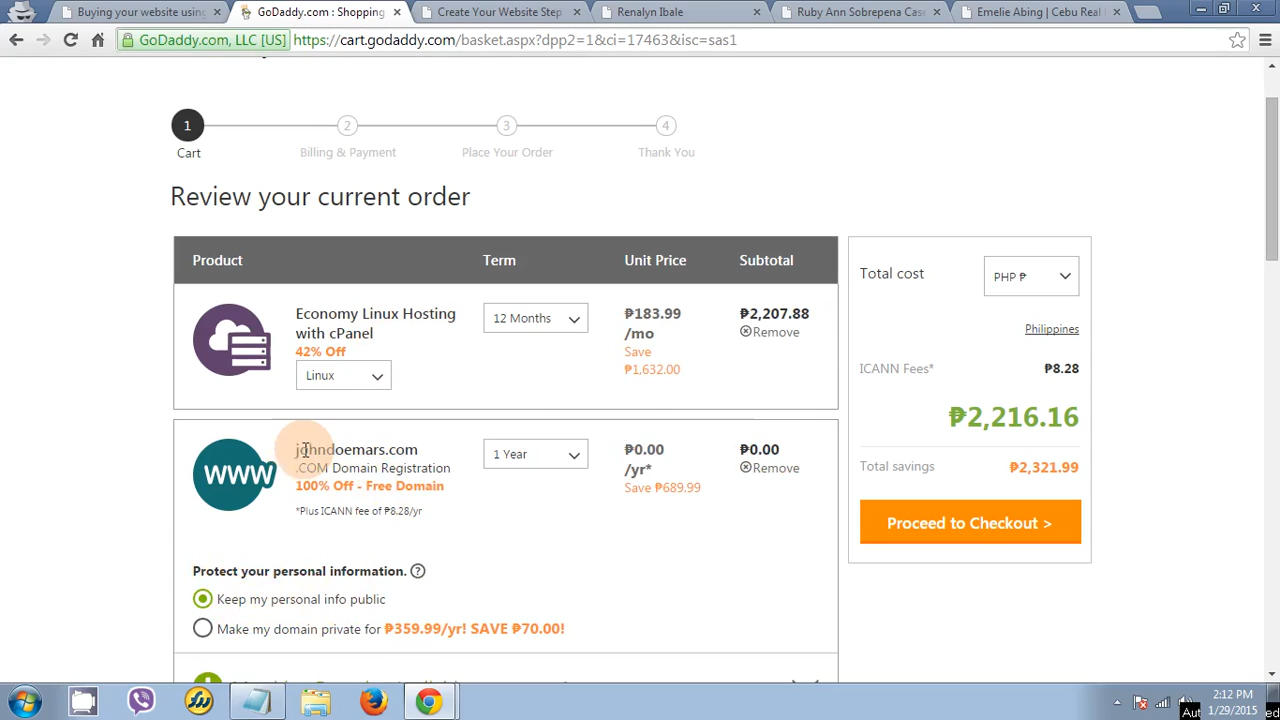 Buying your website using
GoDaddy.com : Shopping
Create Your Website Step
Renalyn Ibale
Ruby Ann Sobrepena Case
Emelie Abing | Cebu Real
GoDaddy.com, LLC [US]
https://cart.godaddy.com/basket.aspx?dpp2=1&ci=17463&isc=sas1
1
2
3
4
Cart
Billing & Payment
Place Your Order
Thank You
Review your current order
Product
Term
Unit Price
Subtotal
Economy Linux Hosting
with cPanel
42% Off
Linux
12 Months
₱183.99
/mo
Save
₱1,632.00
₱2,207.88
Remove
WWW
johndoemars.com
.COM Domain Registration
100% Off - Free Domain
*Plus ICANN fee of ₱8.28/yr
1 Year
₱0.00
/yr*
Save ₱689.99
₱0.00
Remove
Protect your personal information. ?
Keep my personal info public
Make my domain private for ₱359.99/yr! SAVE ₱70.00!
Total cost
PHP ₱
Philippines
ICANN Fees*
₱8.28
₱2,216.16
Total savings
₱2,321.99
Proceed to Checkout >
2:12 PM
1/29/2015